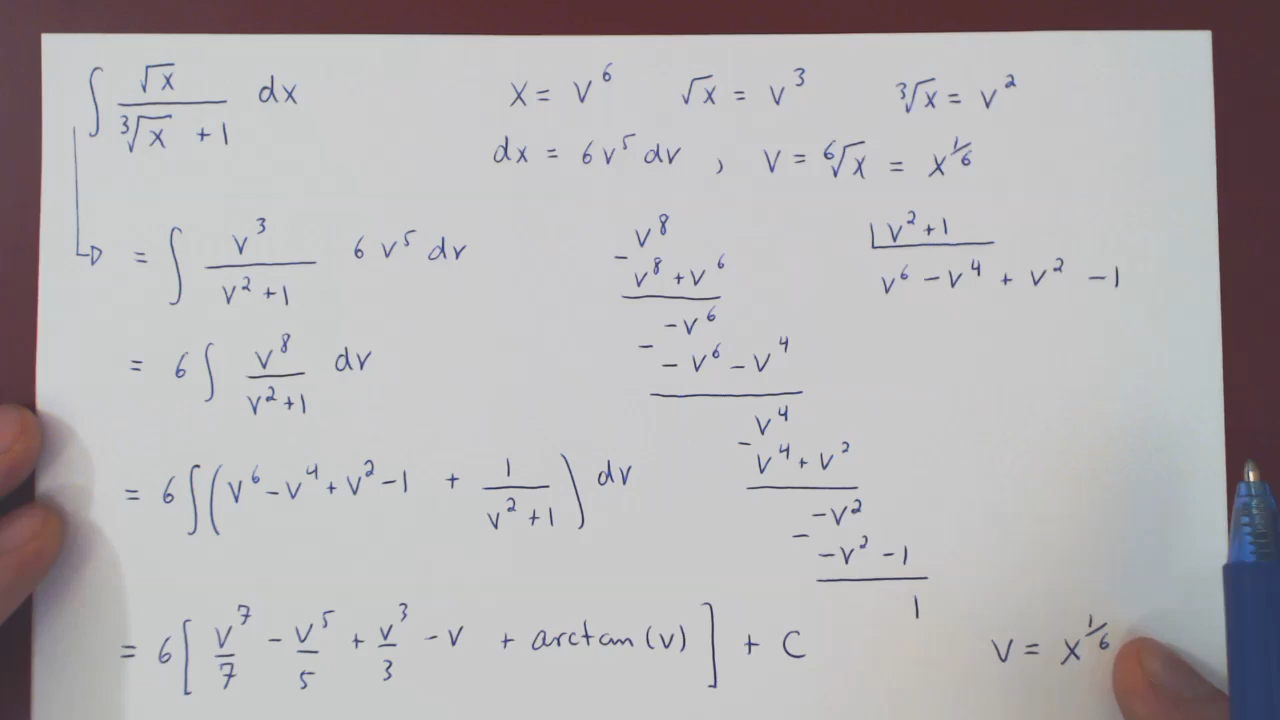 ∫ √x / (∛x + 1) dx
x = v⁶ √x = v³ ∛x = v²
dx = 6v⁵ dv , v = ⁶√x = x^{1/6}
= ∫ v³ / (v² + 1) 6 v⁵ dv
= 6 ∫ v⁸ / (v² + 1) dv
= 6 ∫ ( v⁶ - v⁴ + v² - 1 + 1 / (v² + 1) ) dv
= 6 [ v⁷/7 - v⁵/5 + v³/3 - v + arctan(v) ] + C
v⁸
- v⁸ + v⁶
- v⁶
- - v⁶ - v⁴
v⁴
- v⁴ + v²
- v²
- - v² - 1
1
v² + 1
v⁶ - v⁴ + v² - 1
v = x^{1/6}